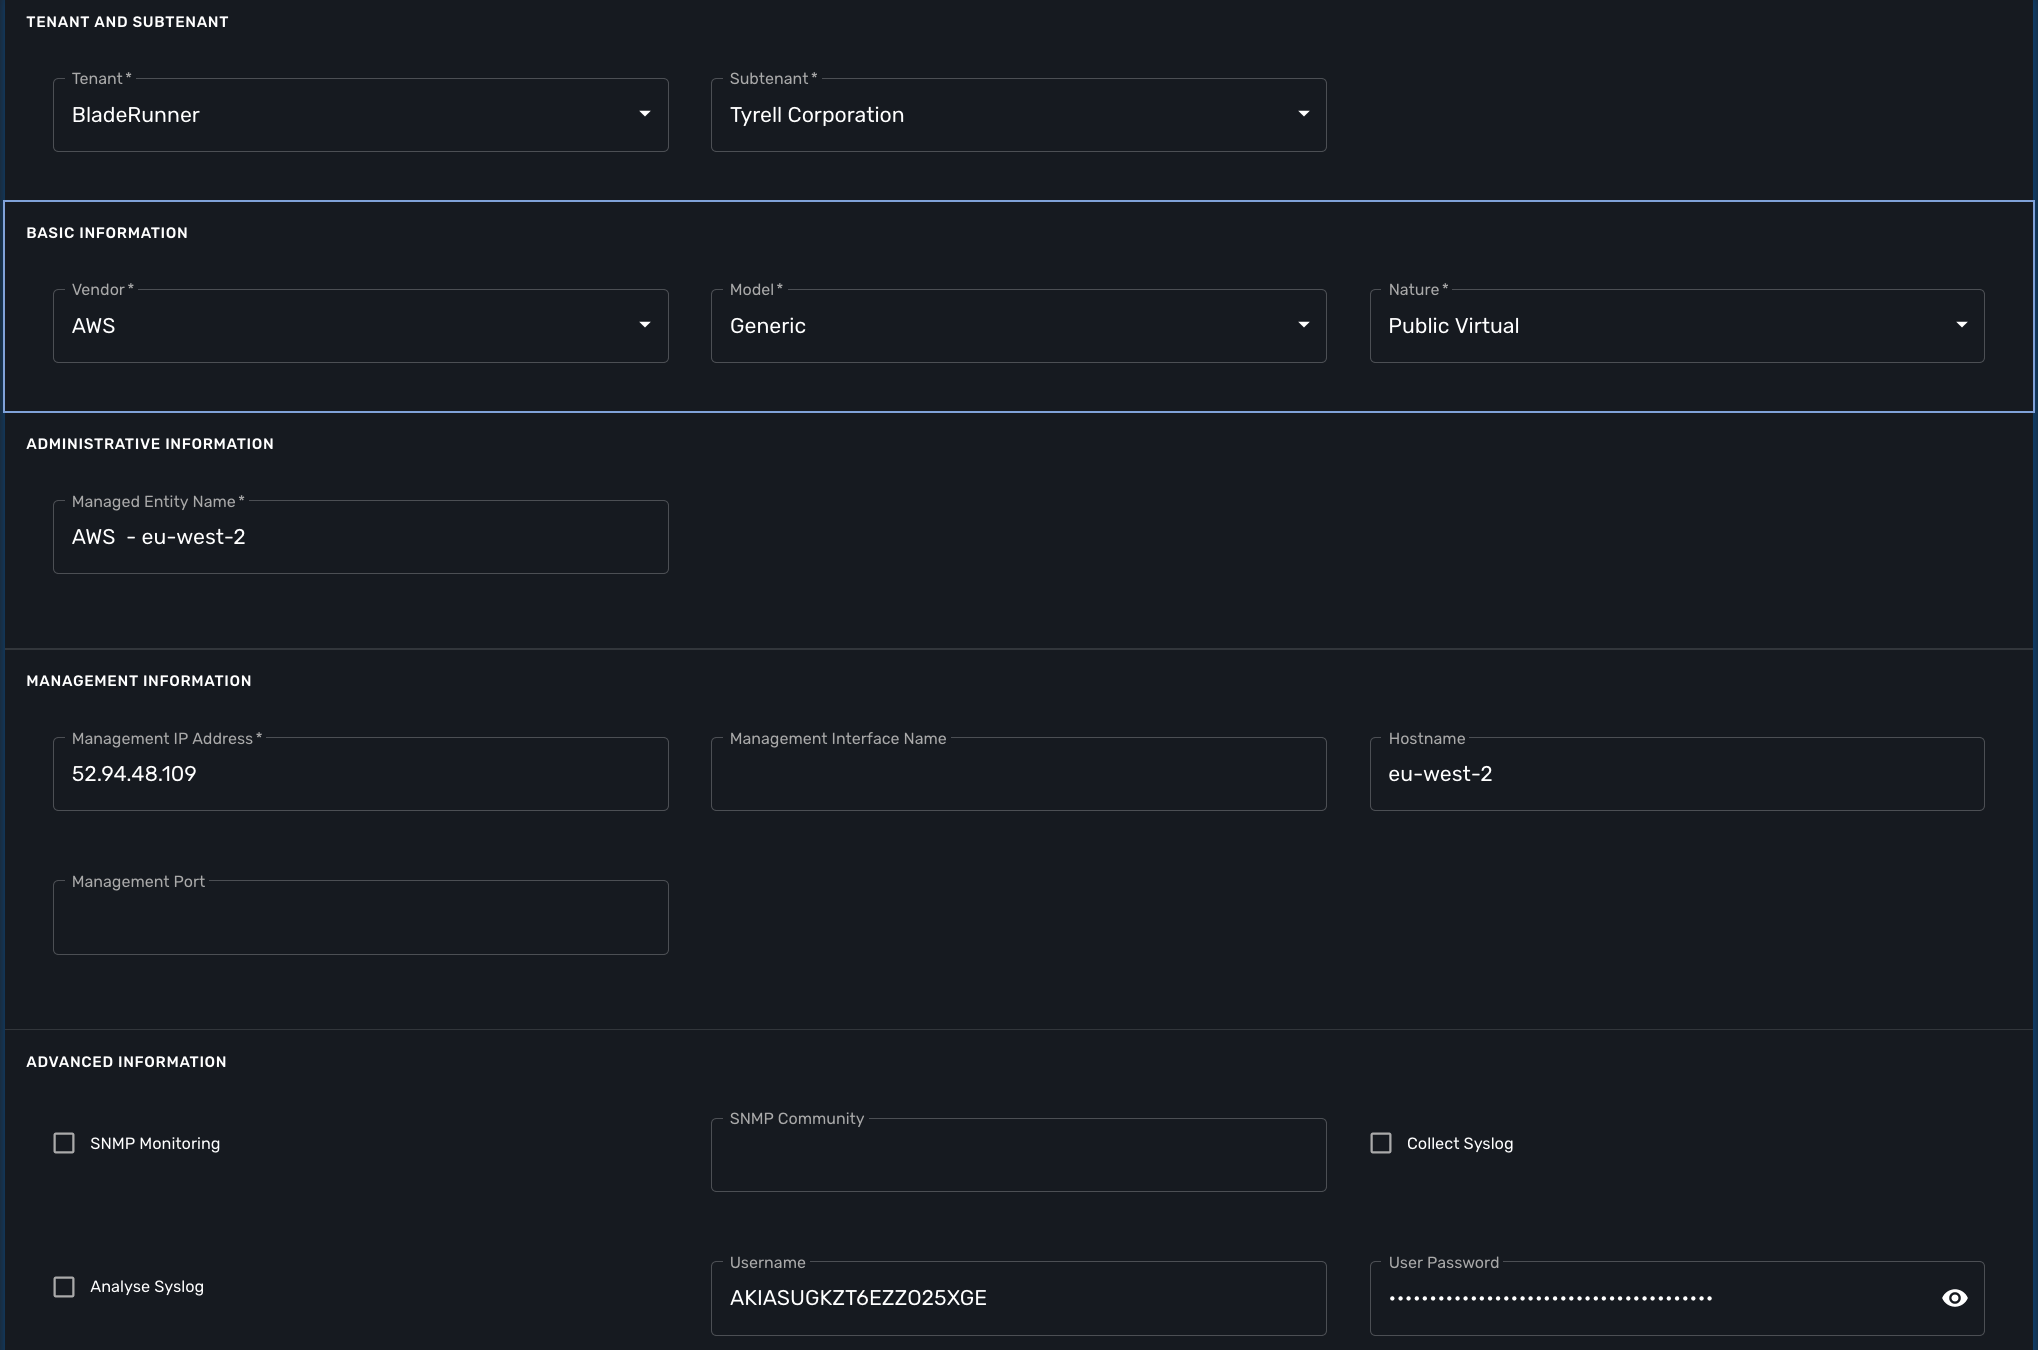 TENANT AND SUBTENANT
Tenant *
Subtenant *
BladeRunner
Tyrell Corporation
BASIC INFORMATION
Vendor *
Model *
Nature *
AWS
Generic
Public Virtual
ADMINISTRATIVE INFORMATION
Managed Entity Name *
AWS  - eu-west-2
MANAGEMENT INFORMATION
Management IP Address *
Management Interface Name
Hostname
52.94.48.109
eu-west-2
Management Port
ADVANCED INFORMATION
SNMP Community
SNMP Monitoring
Collect Syslog
Username
User Password
Analyse Syslog
AKIASUGKZT6EZZO25XGE
••••••••••••••••••••••••••••••••••••••••